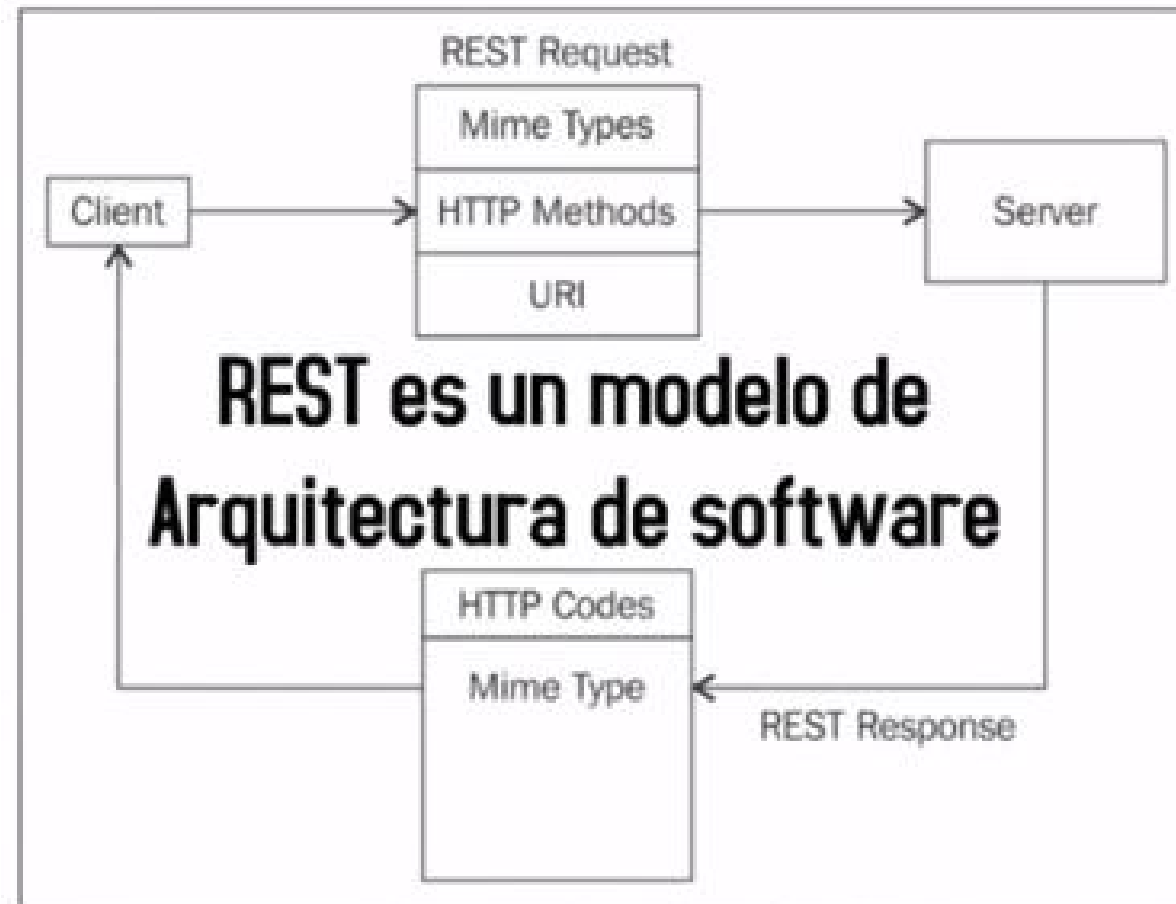 REST Request
Mime Types
Client
HTTP Methods
Server
URI
REST es un modelo de
Arquitectura de software
HTTP Codes
Mime Type
REST Response